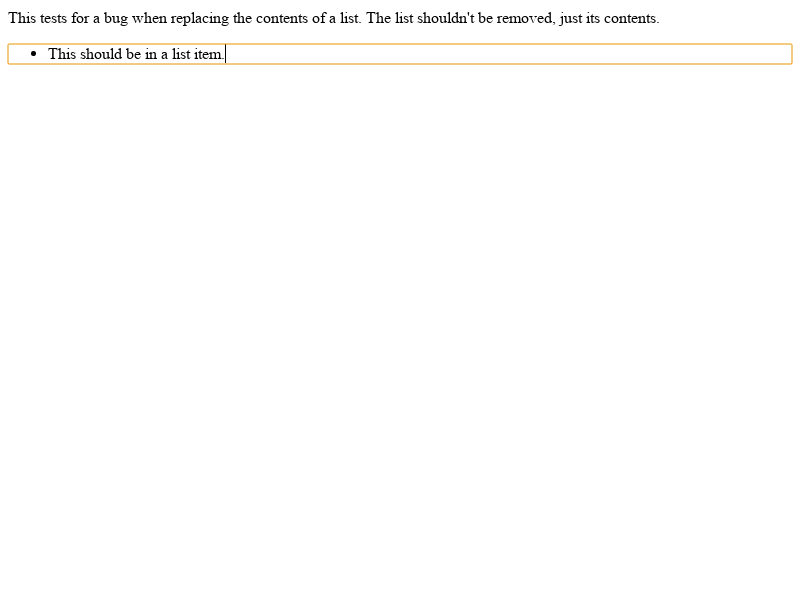 This tests for a bug when replacing the contents of a list. The list shouldn't be removed, just its contents.
• This should be in a list item.